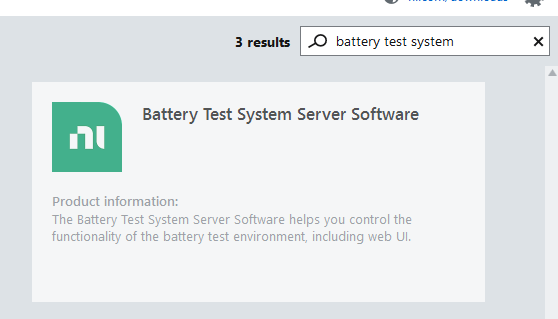 3 results
battery test system
Battery Test System Server Software
Product information:
The Battery Test System Server Software helps you control the
functionality of the battery test environment, including web UI.